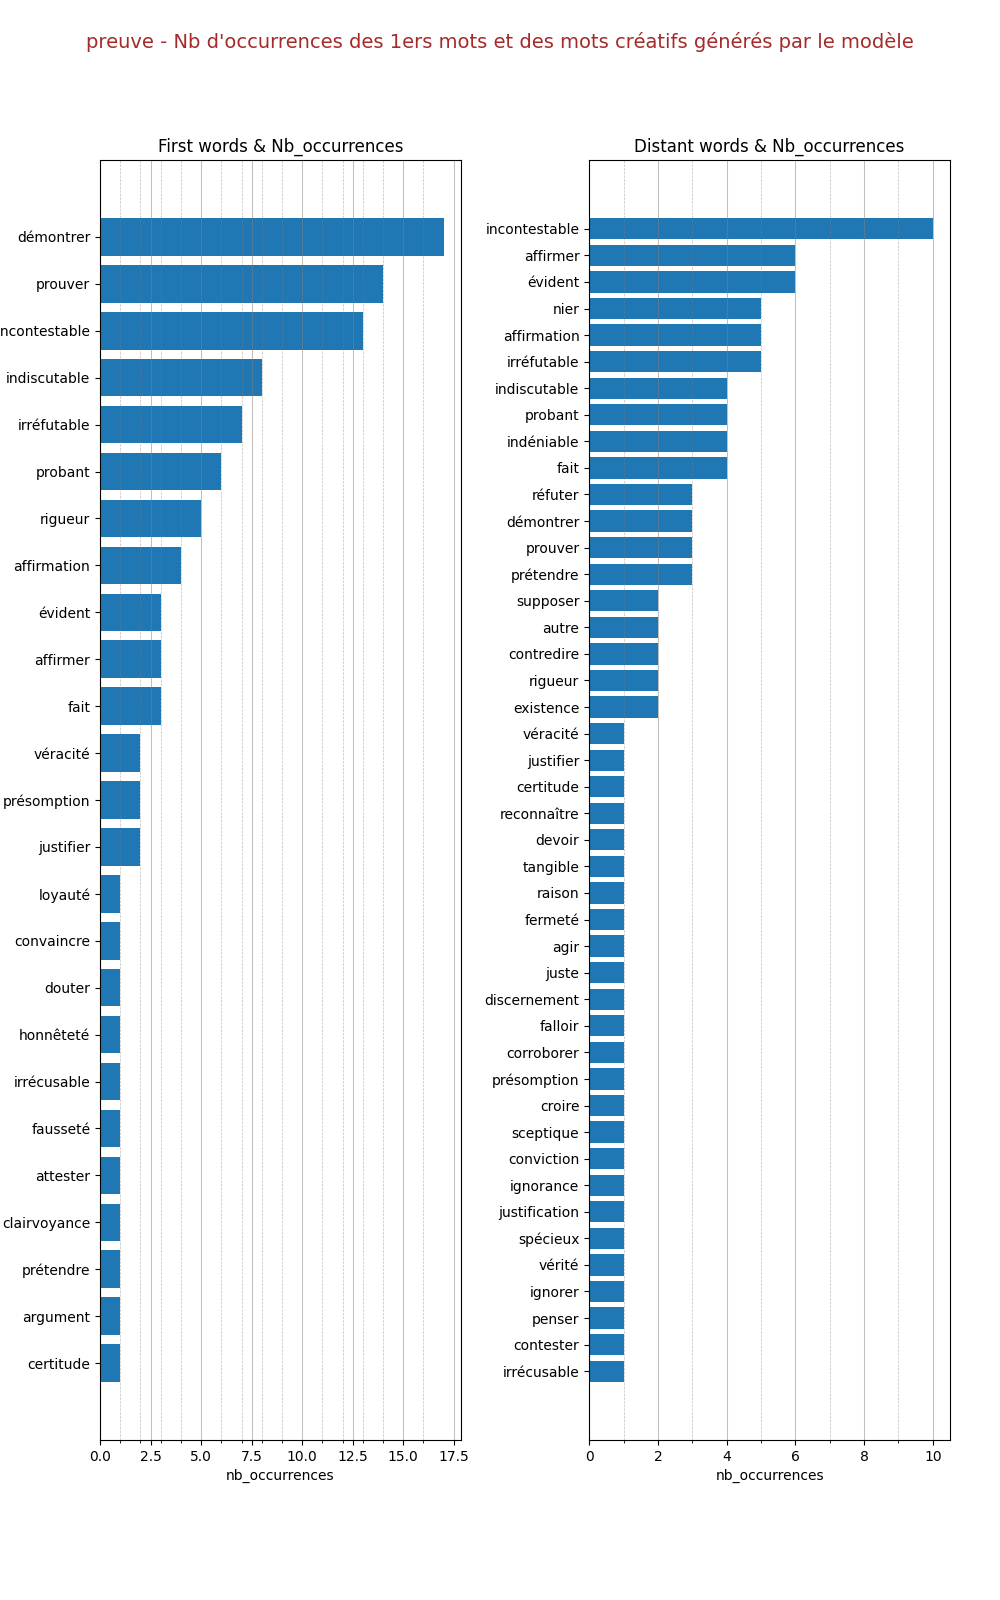 preuve - Nb d'occurrences des 1ers mots et des mots créatifs générés par le modèle
First words & Nb_occurrences
démontrer
prouver
ncontestable
indiscutable
irréfutable
probant
rigueur
affirmation
évident
affirmer
fait
véracité
présomption
justifier
loyauté
convaincre
douter
honnêteté
irrécusable
fausseté
attester
clairvoyance
prétendre
argument
certitude
0.0 2.5 5.0 7.5 10.0 12.5 15.0 17.5
nb_occurrences
Distant words & Nb_occurrences
incontestable
affirmer
évident
nier
affirmation
irréfutable
indiscutable
probant
indéniable
fait
réfuter
démontrer
prouver
prétendre
supposer
autre
contredire
rigueur
existence
véracité
justifier
certitude
reconnaître
devoir
tangible
raison
fermeté
agir
juste
discernement
falloir
corroborer
présomption
croire
sceptique
conviction
ignorance
justification
spécieux
vérité
ignorer
penser
contester
irrécusable
0 2 4 6 8 10
nb_occurrences